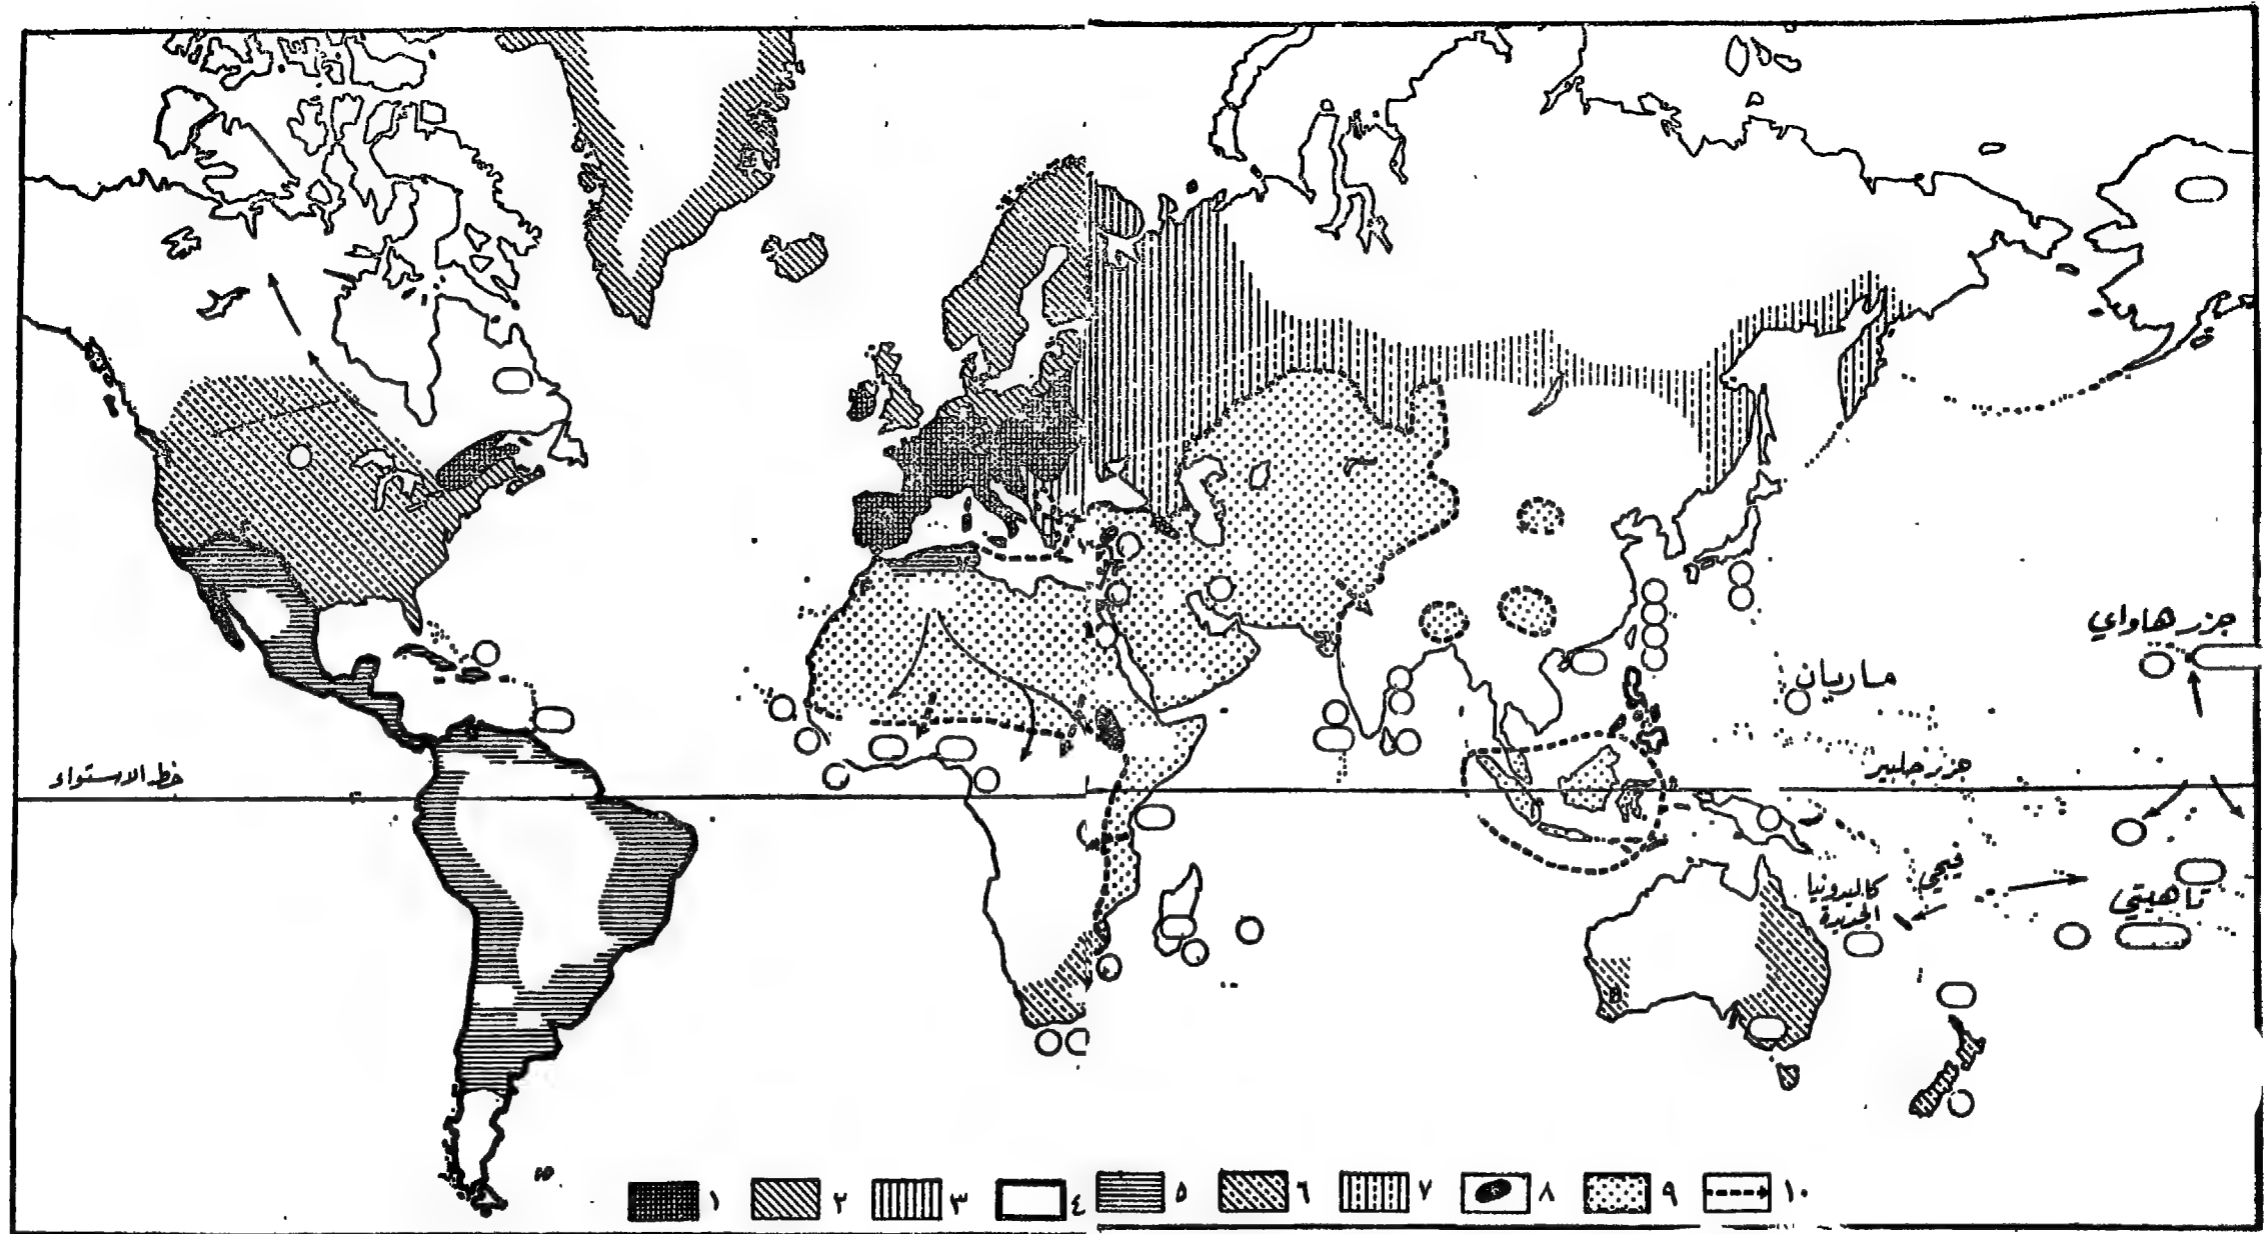 جزر هاواي
ماريان
خط الاستواء
جزر جلبير
فيجي
كاليدونيا
الجديدة
تاهيتي
١ ٢ ٣ ٤ ٥ ٦ ٧ ٨ ٩ ١٠